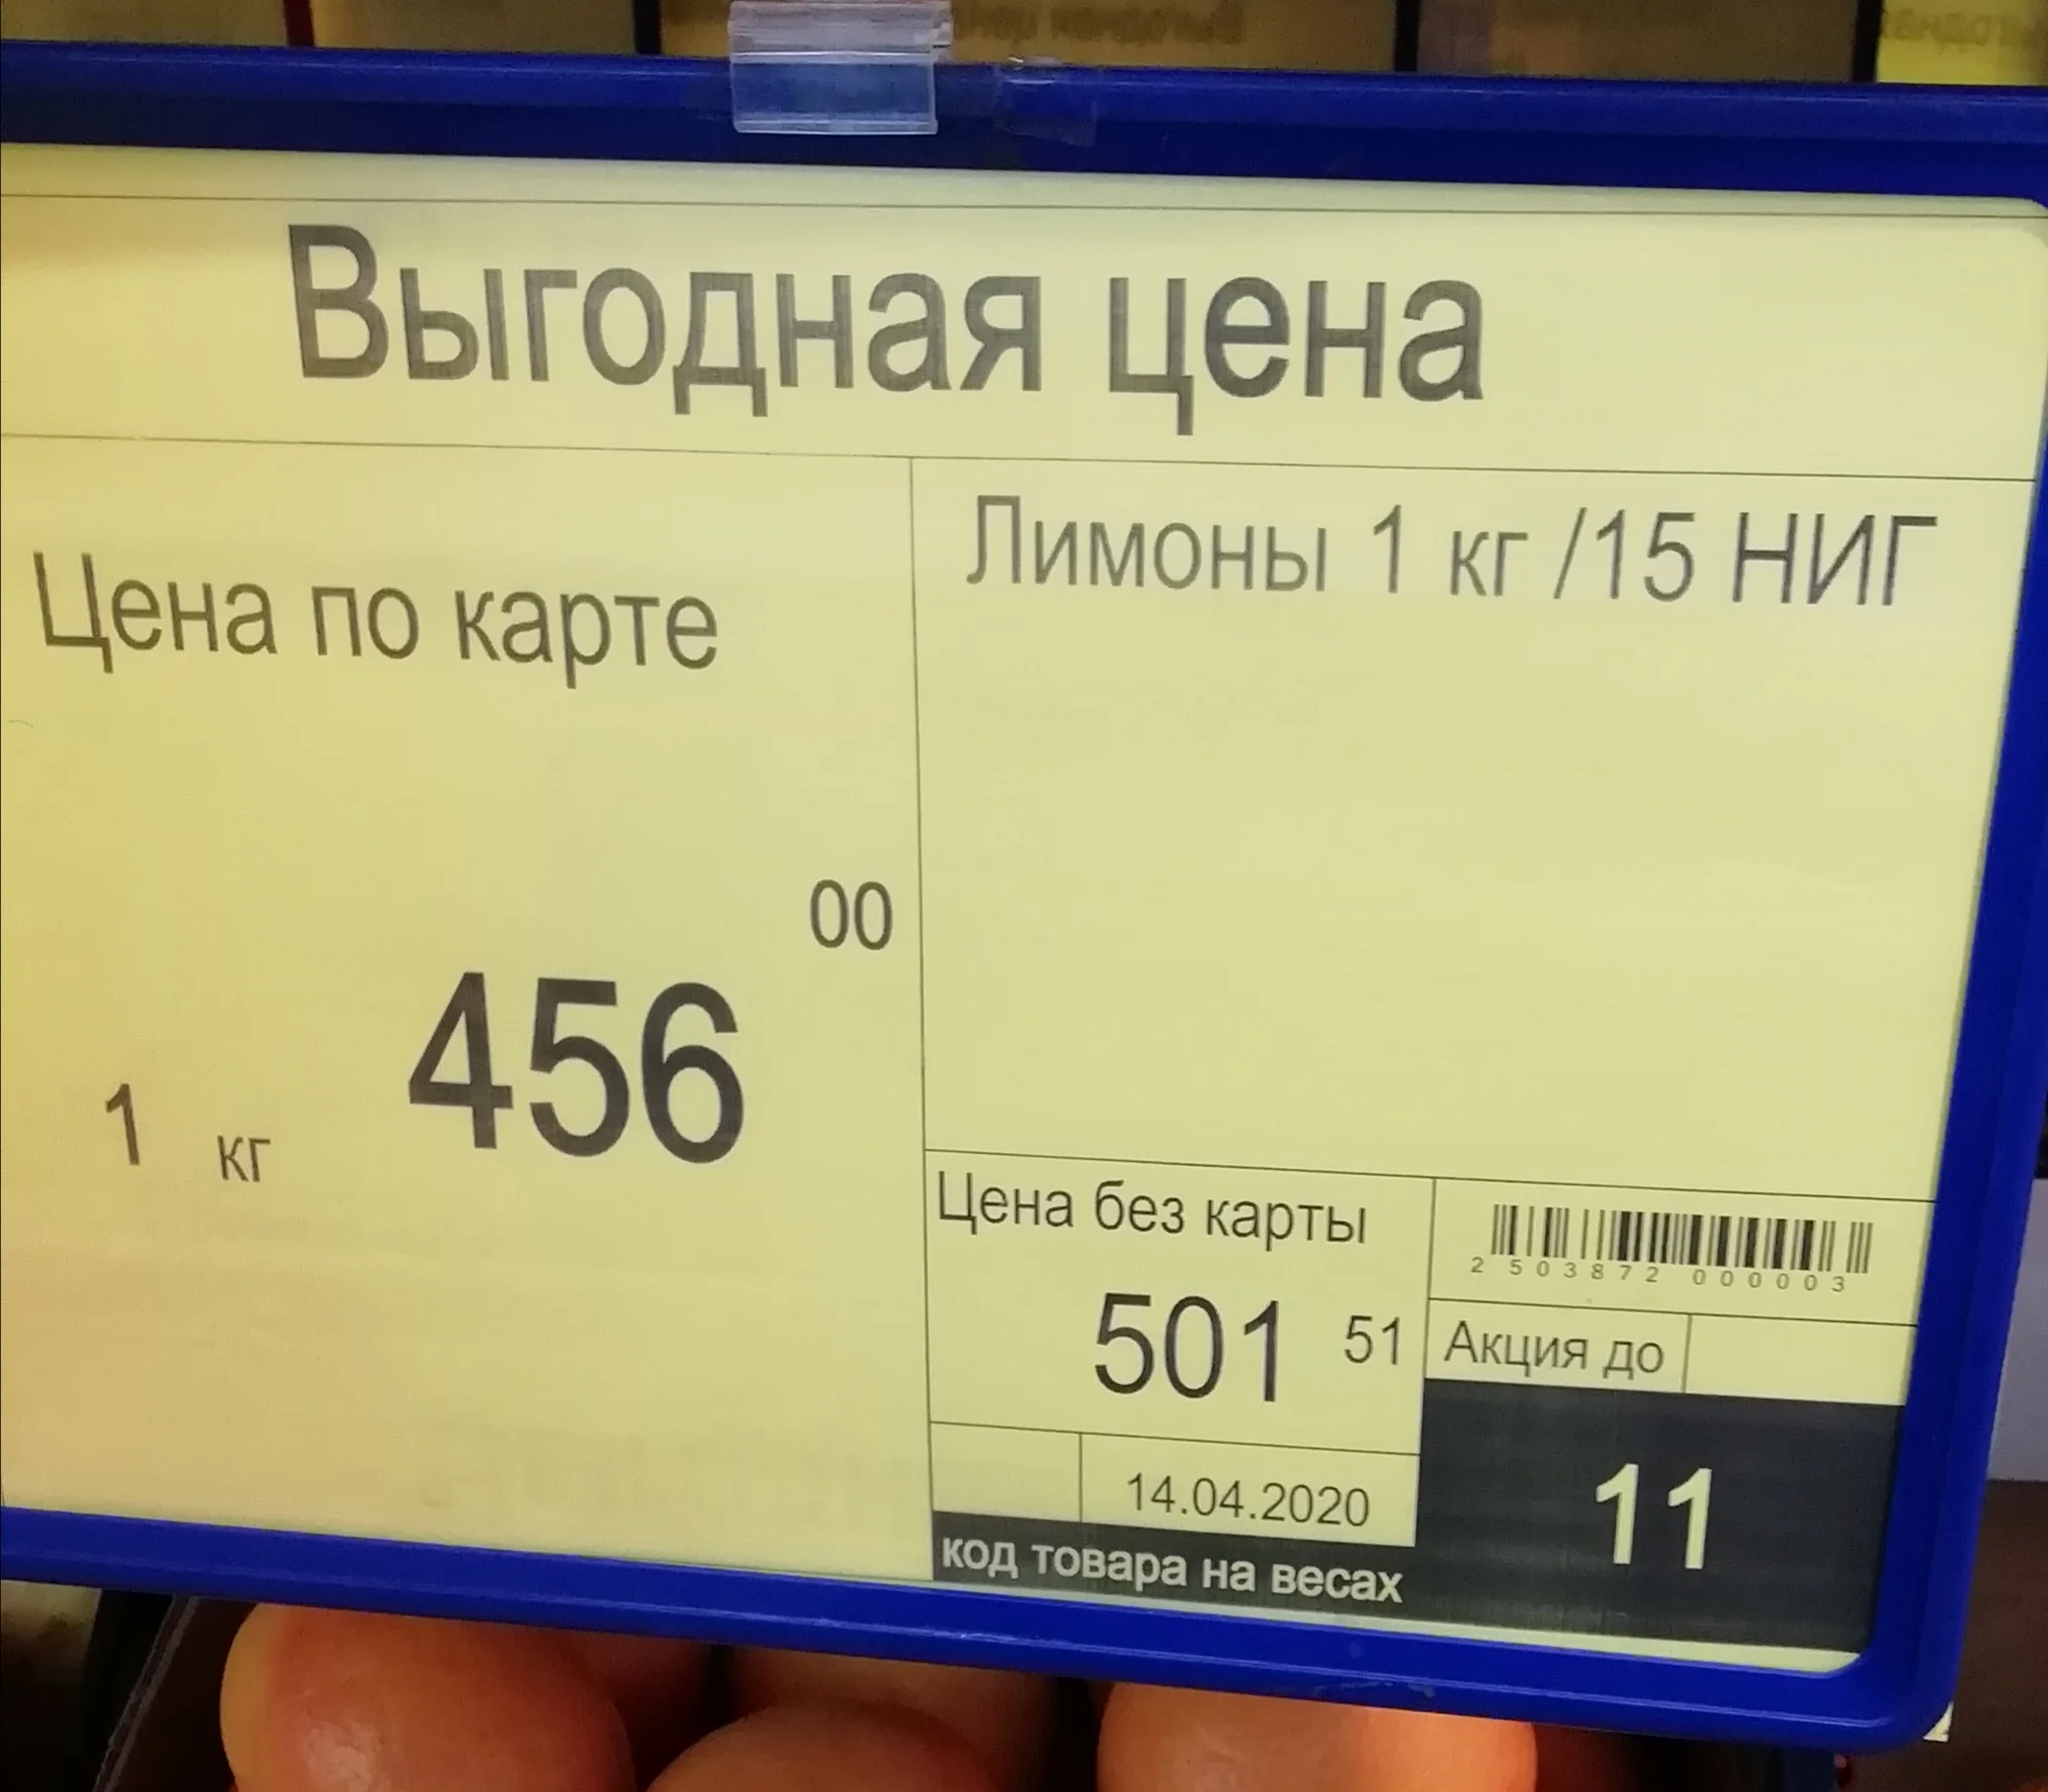 Выгодная цена
Цена по карте
00
456
1 кг
Лимоны 1 кг /15 НИГ
Цена без карты
501 51
2 503872 000003
Акция до
14.04.2020
код товара на весах
11